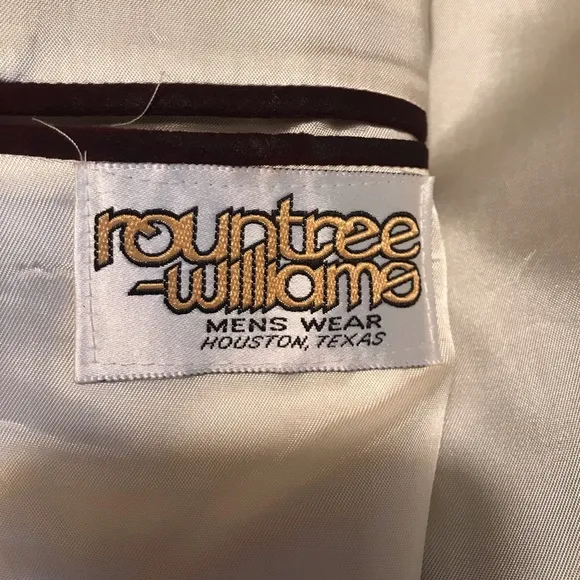 rountree
-williams
MENS WEAR
HOUSTON, TEXAS